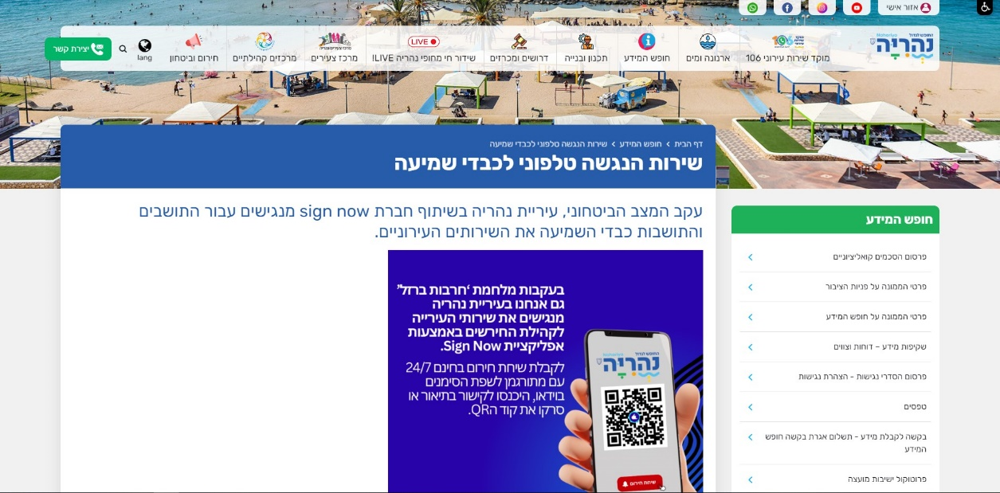 אזור אישי
נהריה
מוקד שירות עירוני 106
ארנונה ומים
חופש המידע
תכנון ובנייה
דרושים ומכרזים
LIVE
שידור חי מחופי נהריה LIVE!
מרכז צעירים
מרכזים קהילתיים
חירום וביטחון
lang
יצירת קשר
דף הבית > חופש המידע > שירות הנגשה טלפוני לכבדי שמיעה
שירות הנגשה טלפוני לכבדי שמיעה
עקב המצב הביטחוני, עיריית נהריה בשיתוף חברת sign now מנגישים עבור התושבים
והתושבות כבדי השמיעה את השירותים העירוניים.
בעקבות מלחמת 'חרבות ברזל'
גם אנחנו בעיריית נהריה
מנגישים את שירותי העירייה
לקהילת החירשים באמצעות
אפליקציית Sign Now.
לקבלת שיחת חירום בחינם 24/7
עם מתורגמן לשפת הסימנים
בוידאו, היכנסו לקישור בתיאור או
סרקו את קוד הQR.
נהריה
שיחת חירום
חופש המידע
פרסום הסכמים קואליציוניים
פרטי הממונה על פניות הציבור
פרטי הממונה על חופש המידע
שקיפות מידע – דוחות וצווים
פרסום הסדרי נגישות - הצהרת נגישות
טפסים
בקשה לקבלת מידע - תשלום אגרת בקשה חופש
המידע
פרוטוקול ישיבות מועצה